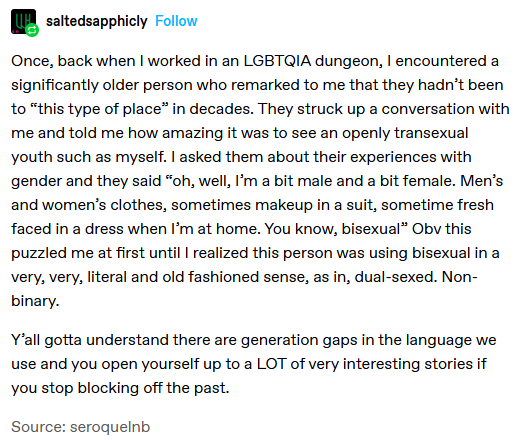 saltedsapphicly Follow
Once, back when I worked in an LGBTQIA dungeon, I encountered a
significantly older person who remarked to me that they hadn't been
to “this type of place” in decades. They struck up a conversation with
me and told me how amazing it was to see an openly transexual
youth such as myself. I asked them about their experiences with
gender and they said “oh, well, I'm a bit male and a bit female. Men's
and women's clothes, sometimes makeup in a suit, sometime fresh
faced in a dress when I'm at home. You know, bisexual” Obv this
puzzled me at first until I realized this person was using bisexual in a
very, very, literal and old fashioned sense, as in, dual-sexed. Non-
binary.
Y'all gotta understand there are generation gaps in the language we
use and you open yourself up to a LOT of very interesting stories if
you stop blocking off the past.
Source: seroquelnb